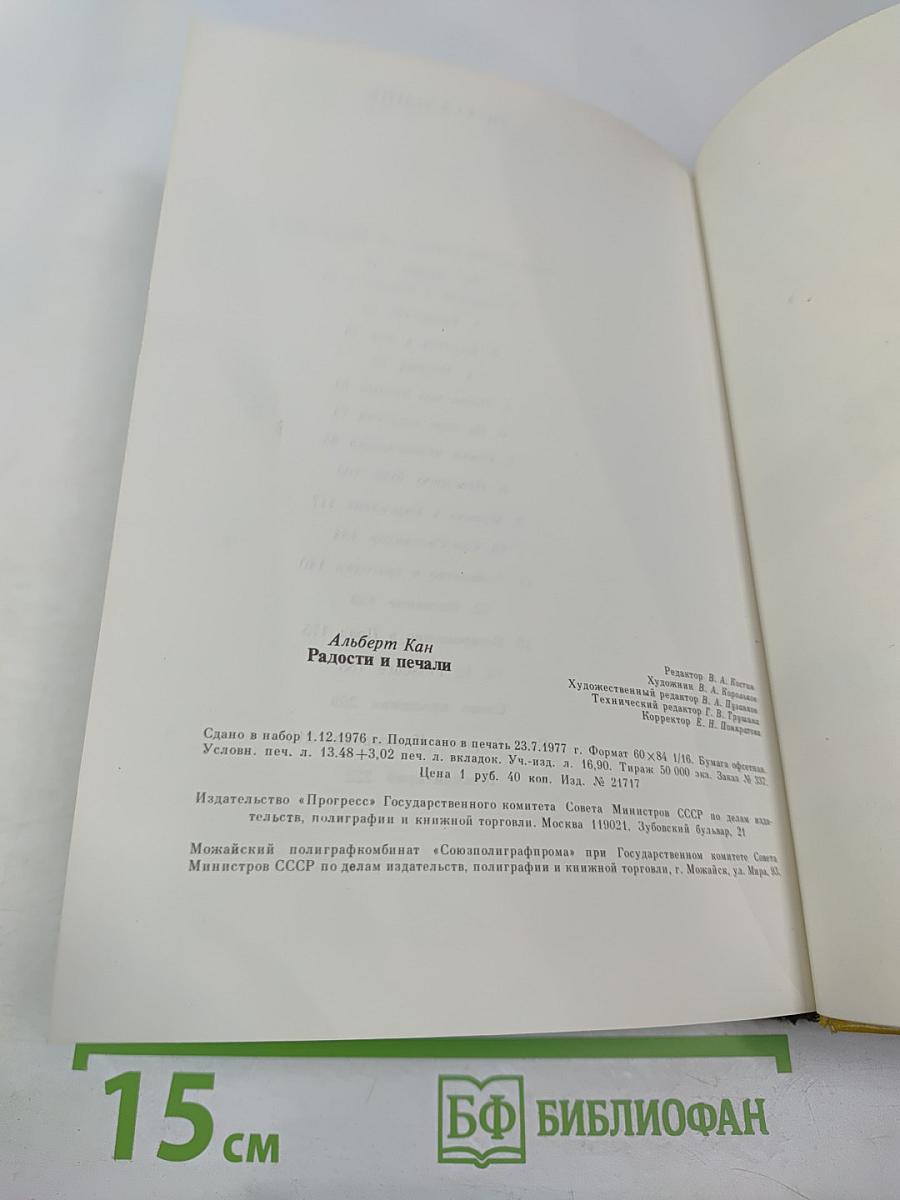 Альберт Кан
Радости и печали
Редактор В. А. Костин
Художник В. А. Корольков
Художественный редактор В. А. Пузанков
Технический редактор Г. В. Трушина
Корректор Е. Н. Понкратова
Сдано в набор 1.12.1976 г. Подписано в печать 23.7.1977 г. Формат 60×84 1/16. Бумага офсетная.
Условн. печ. л. 13.48+3,02 печ. л. вкладок. Уч.-изд. л. 16,90. Тираж 50 000 экз. Заказ № 337.
Цена 1 руб. 40 коп. Изд. № 21717
Издательство «Прогресс» Государственного комитета Совета Министров СССР по делам изда-
тельств, полиграфии и книжной торговли. Москва 119021, Зубовский бульвар, 21
Можайский полиграфкомбинат «Союзполиграфпрома» при Государственном комитете Совета
Министров СССР по делам издательств, полиграфии и книжной торговли, г. Можайск, ул. Мира, 93.
15 см
БФ БИБЛИОФАН